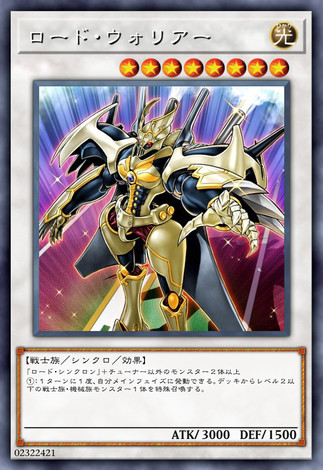 ロード・ウォリアー
光
【戦士族／シンクロ／効果】
「ロード・シンクロン」＋チューナー以外のモンスター２体以上
①：１ターンに１度、自分メインフェイズに発動できる。デッキからレベル２以
下の戦士族・機械族モンスター１体を特殊召喚する。
ATK/ 3000 DEF/ 1500
02322421